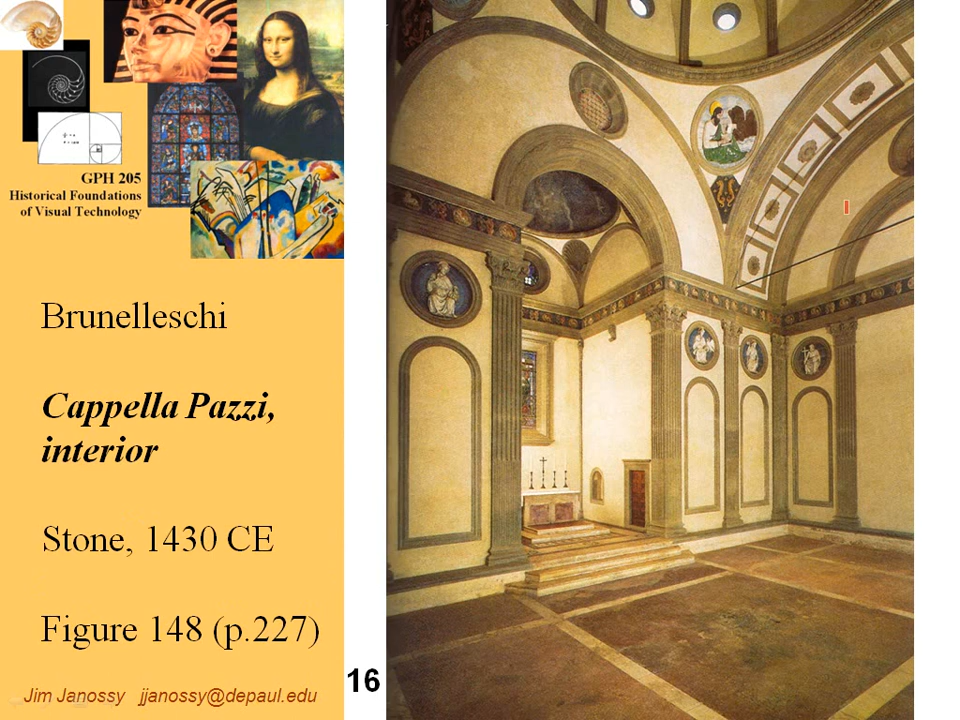 GPH 205
Historical Foundations
of Visual Technology
Brunelleschi
Cappella Pazzi,
interior
Stone, 1430 CE
Figure 148 (p.227)
16
Jim Janossy jjanossy@depaul.edu